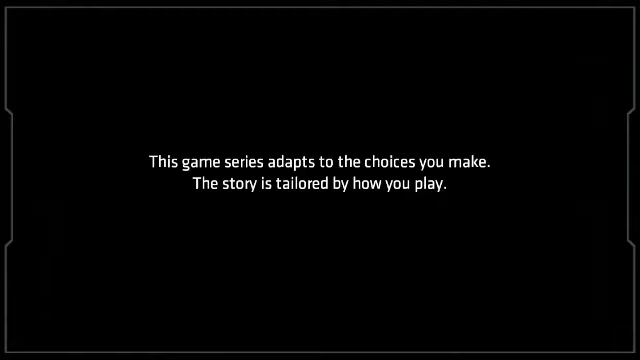 This game series adapts to the choices you make.
The story is tailored by how you play.